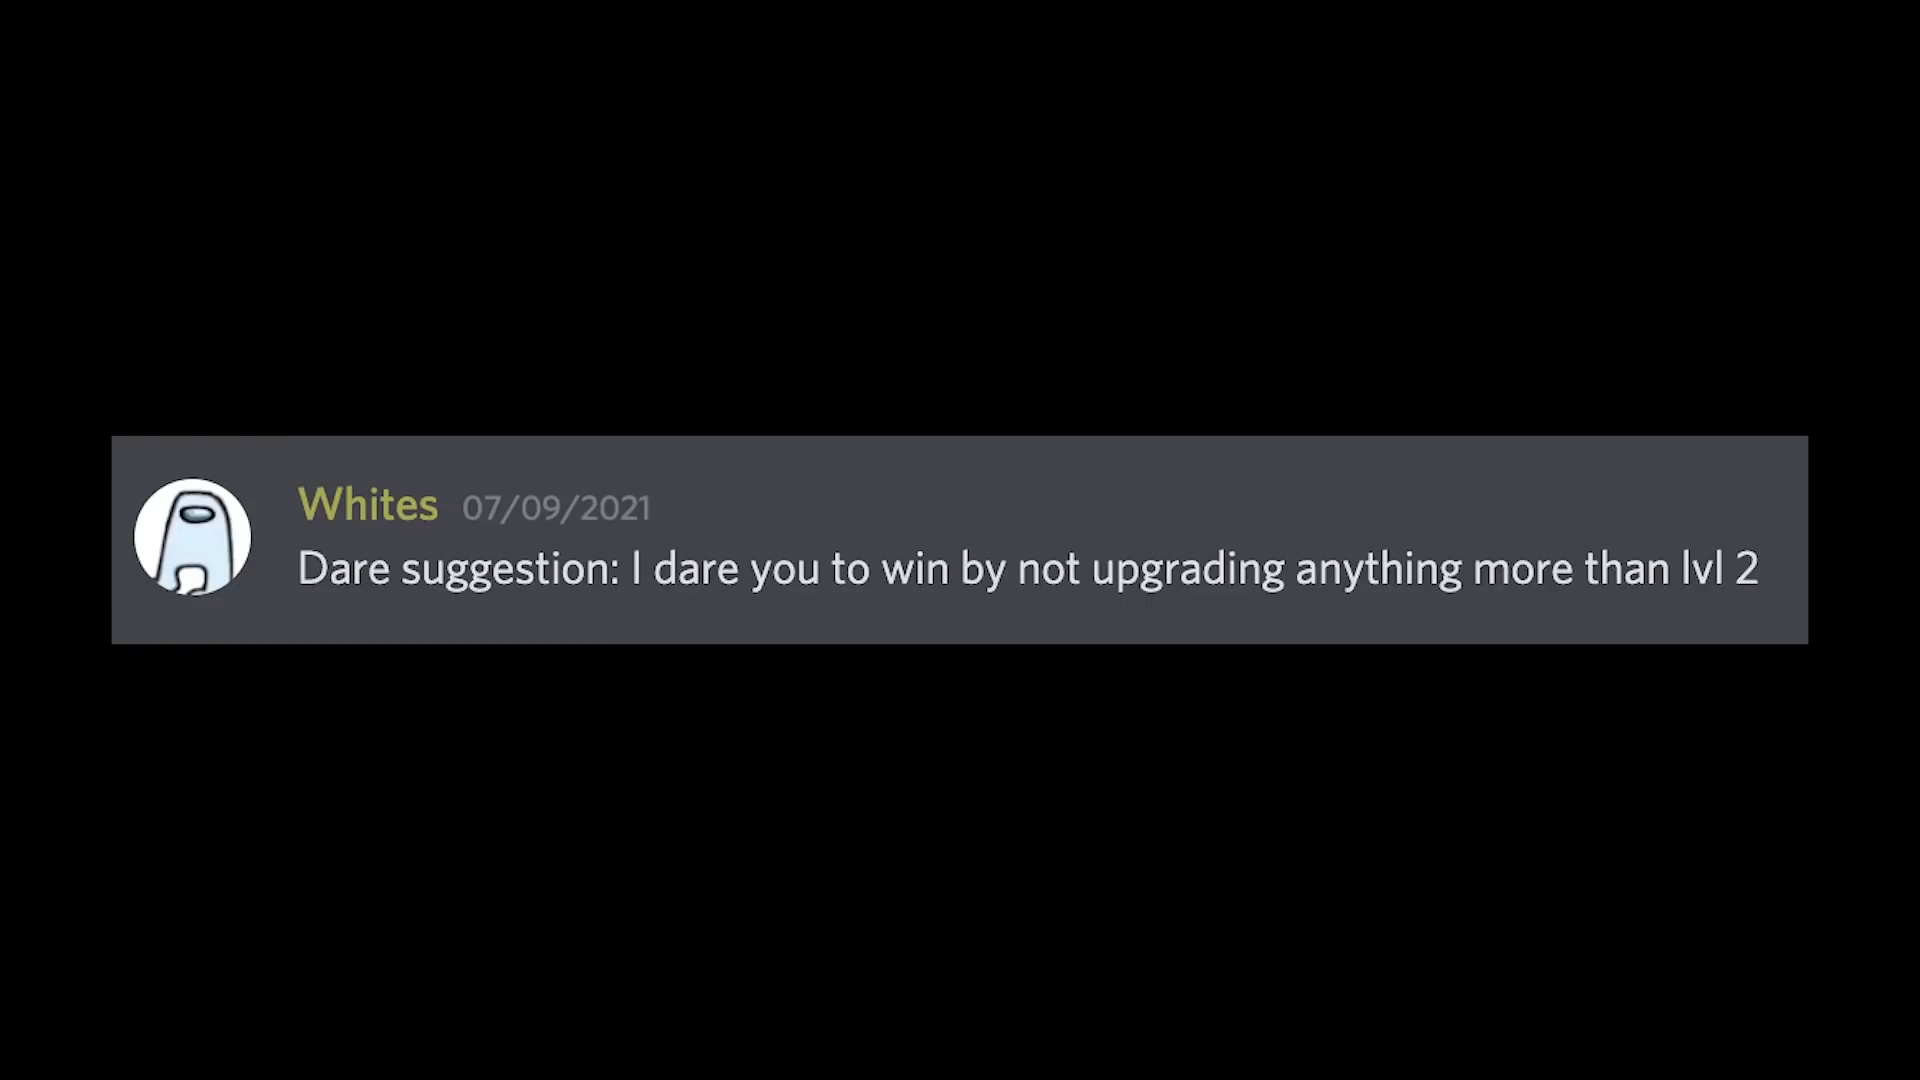 Whites 07/09/2021
Dare suggestion: I dare you to win by not upgrading anything more than lvl 2